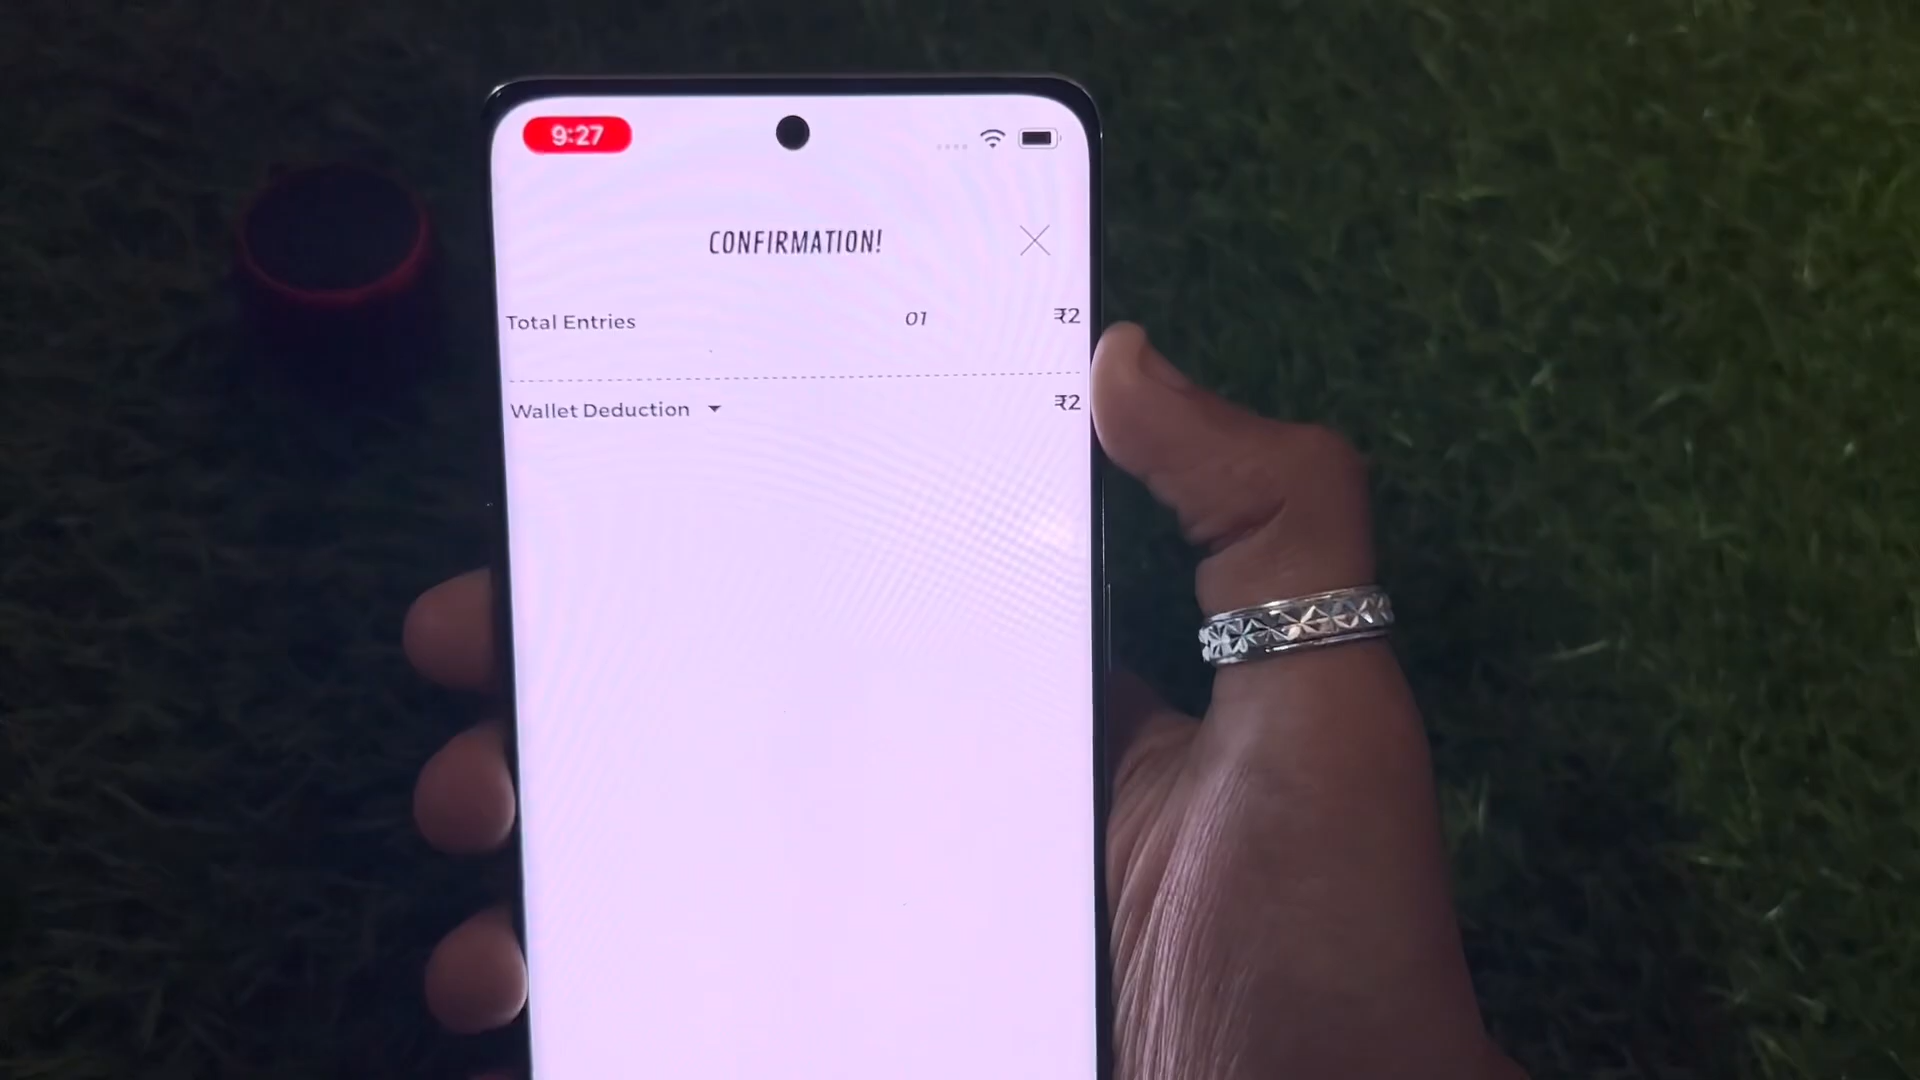 9:27
CONFIRMATION!
Total Entries 01 ₹2
Wallet Deduction ₹2